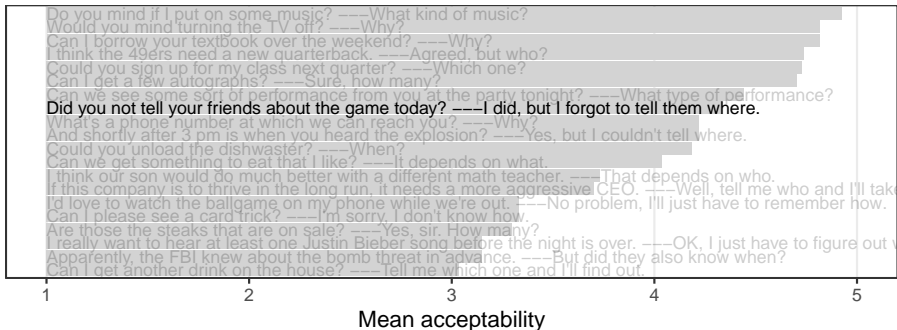 Do you mind if I put on some music? −−−What kind of music?
Would you mind turning the TV off? −−−Why?
Can I borrow your textbook over the weekend? −−−Why?
I think the 49ers need a new quarterback. −−−Agreed, but who?
Could you sign up for my class next quarter? −−−Which one?
Can I get a few autographs? −−−Sure, how many?
Can we see some sort of performance from you at the party tonight? −−−What type of performance?
Did you not tell your friends about the game today? −−−I did, but I forgot to tell them where.
What's a phone number at which we can reach you? −−−Why?
And shortly after 3 pm is when you heard the explosion? −−−Yes, but I couldn't tell where.
Could you unload the dishwaster? −−−When?
Can we get something to eat that I like? −−−It depends on what.
I think our son would do much better with a different math teacher. −−−That depends on who.
If this company is to thrive in the long run, it needs a more aggressive CEO. −−−Well, tell me who and I'll take
I'd love to watch the ballgame on my phone while we're out. −−−No problem, I'll just have to remember how.
Can I please see a card trick? −−−I'm sorry, I don't know how.
Are those the steaks that are on sale? −−−Yes, sir. How many?
I really want to hear at least one Justin Bieber song before the night is over. −−−OK, I just have to figure out w
Apparently, the FBI knew about the bomb threat in advance. −−−But did they also know when?
Can I get another drink on the house? −−−Tell me which one and I'll find out.
1 2 3 4 5
Mean acceptability